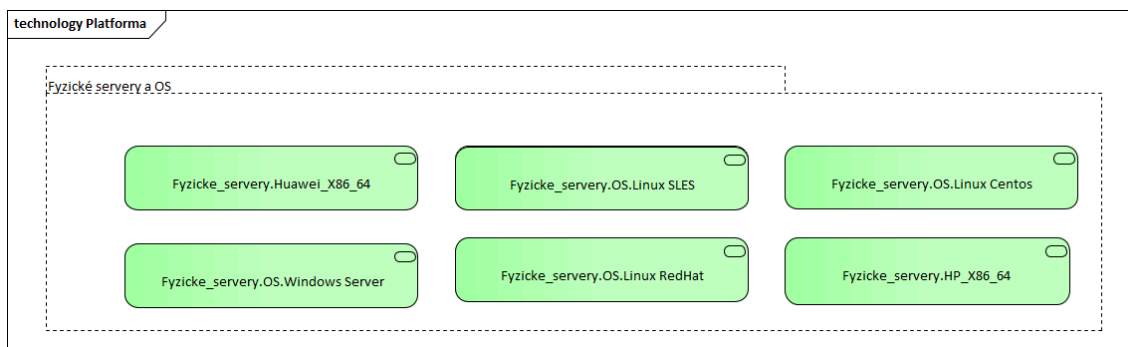 technology Platforma
Fyzické servery a OS
Fyzicke_servery.Huawei_X86_64
Fyzicke_servery.OS.Linux SLES
Fyzicke_servery.OS.Linux Centos
Fyzicke_servery.OS.Windows Server
Fyzicke_servery.OS.Linux RedHat
Fyzicke_servery.HP_X86_64